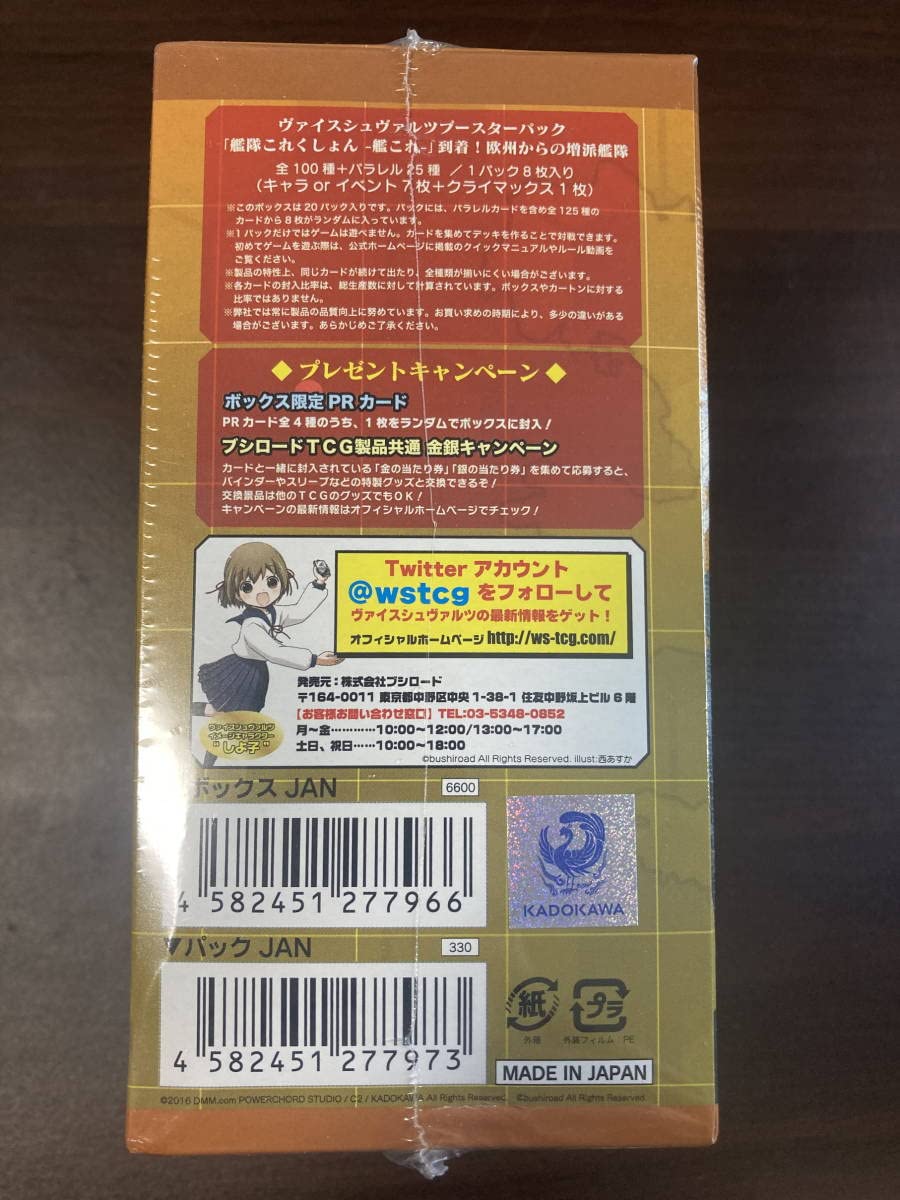 ヴァイスシュヴァルツブースターパック
「艦隊これくしょん -艦これ-」到着！欧州からの増派艦隊
全100種＋パラレル25種 ／1パック8枚入り
（キャラ or イベント7枚＋クライマックス1枚）
※このボックスは20パック入りです。パックには、パラレルカードを含め全125種の
カードから8枚がランダムに入っています。
※1パックだけではゲームは遊べません。カードを集めてデッキを作ることで対戦できます。
初めてゲームを遊ぶ際は、公式ホームページに掲載のクイックマニュアルやルール動画を
ご覧ください。
※製品の特性上、同じカードが続けて出たり、全種類が揃いにくい場合がございます。
※各カードの封入比率は、総生産数に対して計算されています。ボックスやカートンに対する
比率ではありません。
※弊社では常に製品の品質向上に努めています。お買い求めの時期により、多少の違いがある
場合がございます。あらかじめご了承ください。
◆ プレゼントキャンペーン ◆
ボックス限定PRカード
PRカード全4種のうち、1枚をランダムでボックスに封入！
ブシロードTCG製品共通 金銀キャンペーン
カードと一緒に封入されている「金の当たり券」「銀の当たり券」を集めて応募すると、
バインダーやスリーブなどの特製グッズと交換できるぞ！
交換景品は他のTCGのグッズでもOK！
キャンペーンの最新情報はオフィシャルホームページでチェック！
Twitter アカウント
@wstcg をフォローして
ヴァイスシュヴァルツの最新情報をゲット！
オフィシャルホームページ http://ws-tcg.com/
発売元：株式会社ブシロード
〒164-0011 東京都中野区中央1-38-1 住友中野坂上ビル6階
【お客様お問い合わせ窓口】TEL:03-5348-0852
月〜金…………10:00〜12:00/13:00〜17:00
土日、祝日……10:00〜18:00
ヴァイスシュヴァルツ
イメージキャラクター
"しよ子"
©bushiroad All Rights Reserved. illust:西あすか
ボックス JAN 6600
4 582451 277966
KADOKAWA
▼パック JAN 330
4 582451 277973
紙 プラ
外箱 外装フィルム PE
MADE IN JAPAN
©2016 DMM.com POWERCHORD STUDIO / C2 / KADOKAWA All Rights Reserved. ©bushiroad All Rights Reserved.